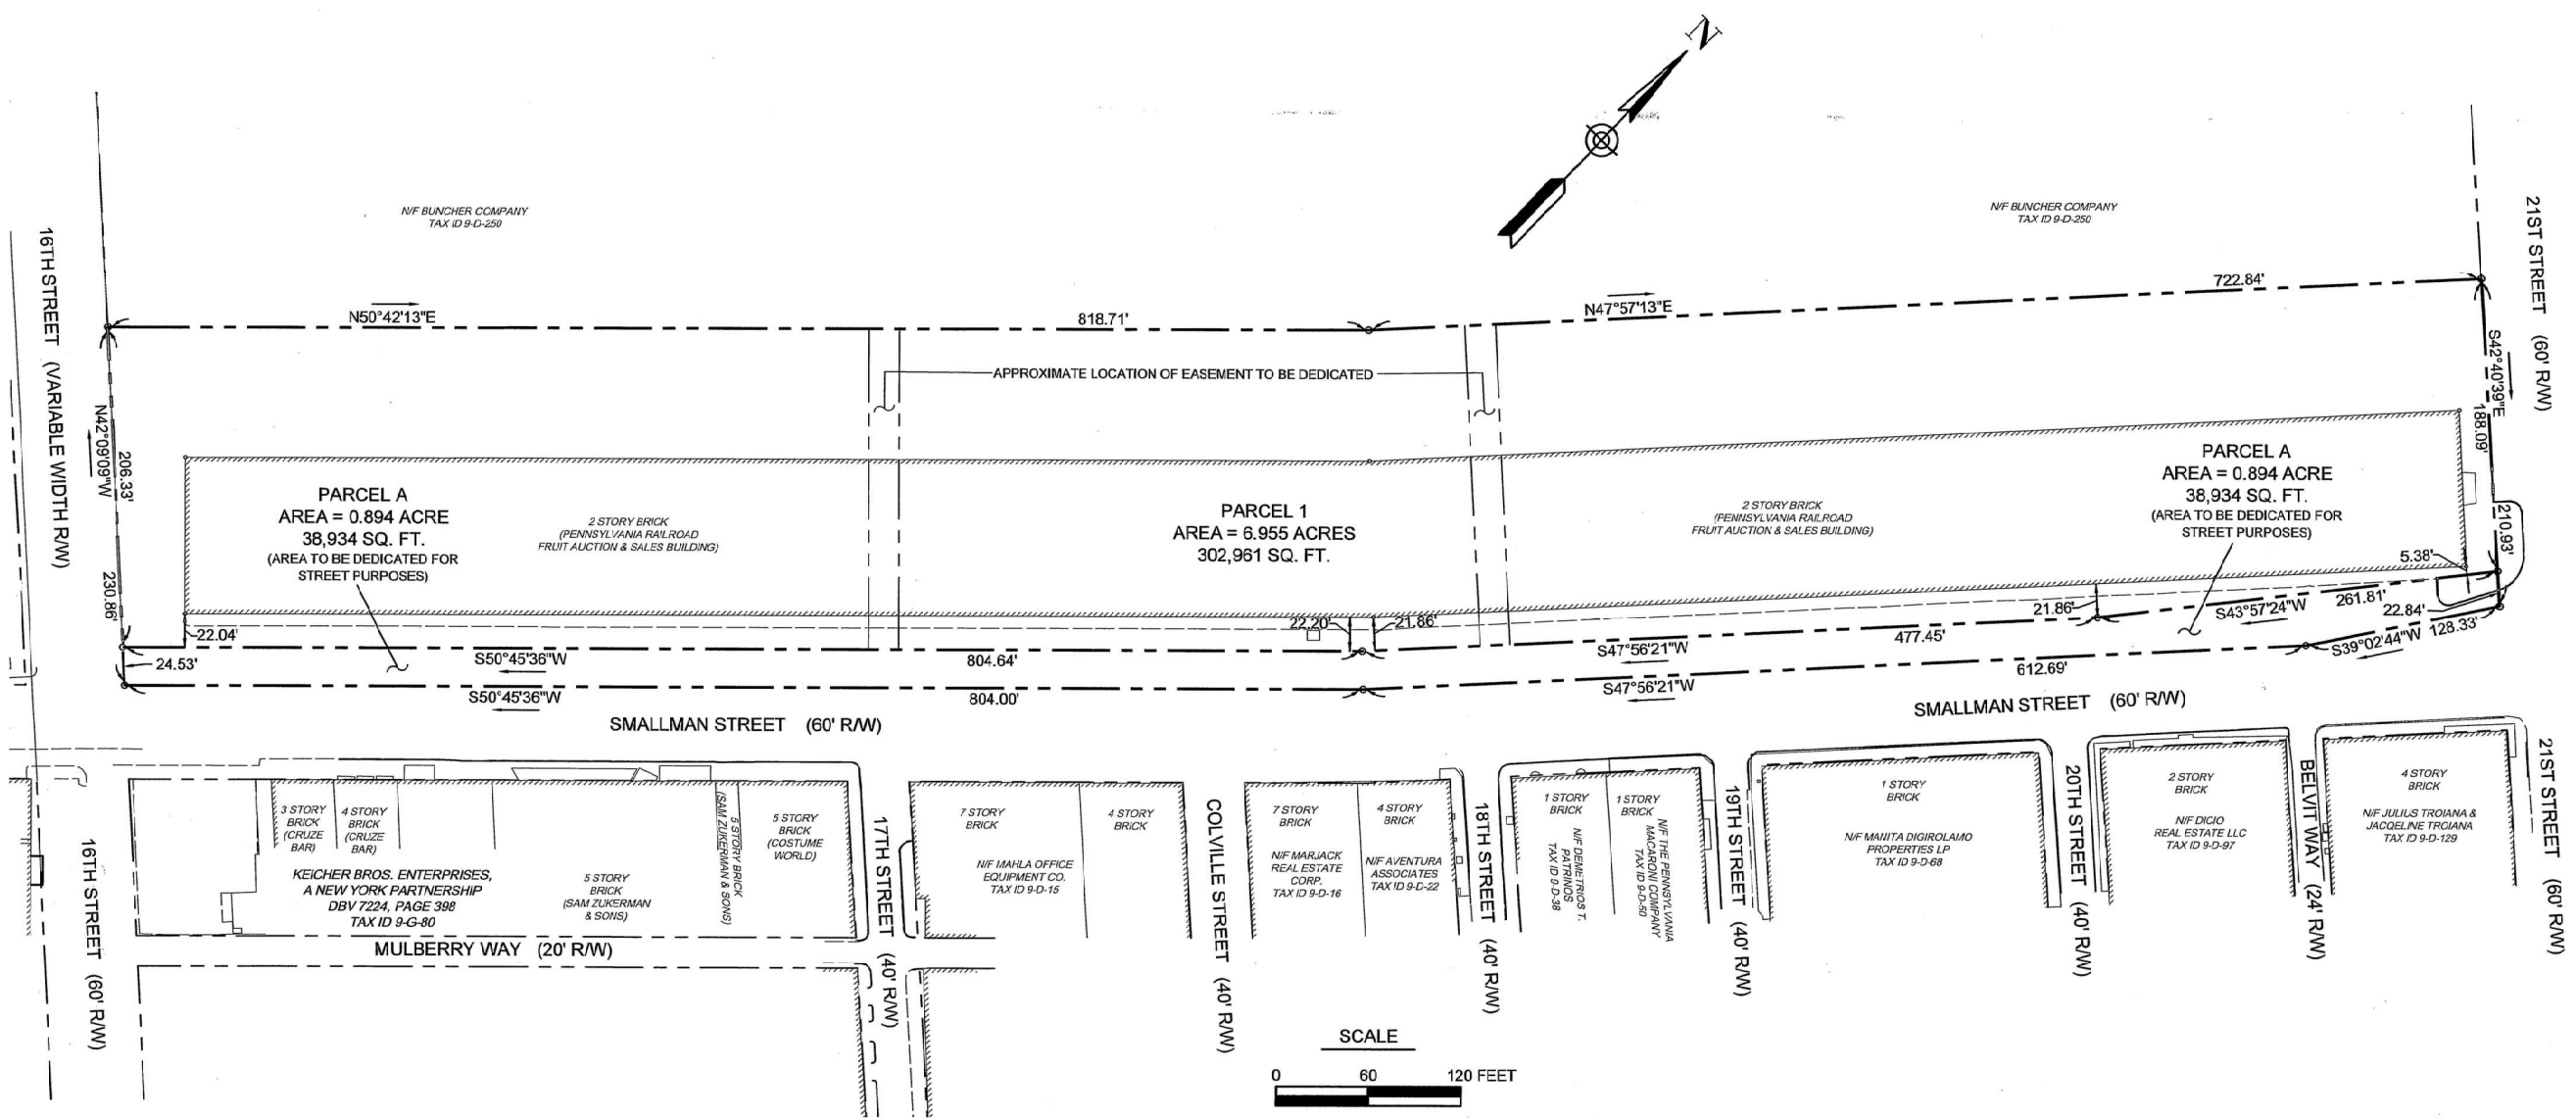 N
N/F BUNCHER COMPANY
TAX ID 9-D-250
N/F BUNCHER COMPANY
TAX ID 9-D-250
16TH STREET (VARIABLE WIDTH R/W)
21ST STREET (60' R/W)
N50°42'13"E
818.71'
N47°57'13"E
722.84'
S42°40'39"E
188.09'
210.93'
N42°09'09"W
206.33'
230.86'
APPROXIMATE LOCATION OF EASEMENT TO BE DEDICATED
PARCEL A
AREA = 0.894 ACRE
38,934 SQ. FT.
(AREA TO BE DEDICATED FOR
STREET PURPOSES)
2 STORY BRICK
(PENNSYLVANIA RAILROAD
FRUIT AUCTION & SALES BUILDING)
PARCEL 1
AREA = 6.955 ACRES
302,961 SQ. FT.
2 STORY BRICK
(PENNSYLVANIA RAILROAD
FRUIT AUCTION & SALES BUILDING)
PARCEL A
AREA = 0.894 ACRE
38,934 SQ. FT.
(AREA TO BE DEDICATED FOR
STREET PURPOSES)
5.38'
22.04'
22.20'
21.86'
21.86'
S43°57'24"W
261.81'
22.84'
24.53'
S50°45'36"W
804.64'
S47°56'21"W
477.45'
S39°02'44"W
128.33'
S50°45'36"W
804.00'
S47°56'21"W
612.69'
SMALLMAN STREET (60' R/W)
SMALLMAN STREET (60' R/W)
16TH STREET (60' R/W)
3 STORY
BRICK
(CRUZE
BAR)
4 STORY
BRICK
(CRUZE
BAR)
KEICHER BROS. ENTERPRISES,
A NEW YORK PARTNERSHIP
DBV 7224, PAGE 398
TAX ID 9-G-80
5 STORY
BRICK
(SAM ZUKERMAN
& SONS)
5 STORY BRICK
(SAM ZUKERMAN & SONS)
5 STORY
BRICK
(COSTUME
WORLD)
MULBERRY WAY (20' R/W)
17TH STREET (40' R/W)
7 STORY
BRICK
4 STORY
BRICK
N/F MAHLA OFFICE
EQUIPMENT CO.
TAX ID 9-D-15
COLVILLE STREET (40' R/W)
7 STORY
BRICK
N/F MARJACK
REAL ESTATE
CORP.
TAX ID 9-D-16
4 STORY
BRICK
N/F AVENTURA
ASSOCIATES
TAX ID 9-D-22
18TH STREET (40' R/W)
1 STORY
BRICK
N/F DEMETRIOS T.
PATRINOS
TAX ID 9-D-38
1 STORY
BRICK
N/F THE PENNSYLVANIA
MACARONI COMPANY
TAX ID 9-D-50
19TH STREET (40' R/W)
1 STORY
BRICK
N/F MANITA DIGIROLAMO
PROPERTIES LP
TAX ID 9-D-68
20TH STREET (40' R/W)
2 STORY
BRICK
N/F DICIO
REAL ESTATE LLC
TAX ID 9-D-97
BELVIT WAY (24' R/W)
4 STORY
BRICK
N/F JULIUS TROIANA &
JACQELINE TROIANA
TAX ID 9-D-129
21ST STREET (60' R/W)
SCALE
0 60 120 FEET